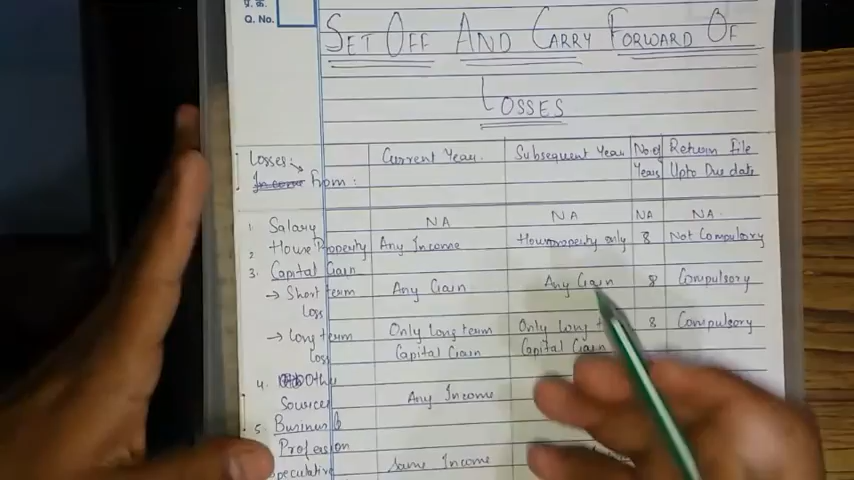 प्र. क्र.
Q. No.
SET OFF AND CARRY FORWARD OF
LOSSES
Losses: Current Year. Subsequent Year No. of Return File
From: Years Upto Due date
1. Salary NA NA NA NA.
2 House Property Any Income House property only 8 Not Compulsory
3. Capital Gain
→ Short term Any Gain Any Gain 8 Compulsory
Loss
→ Long term Only Long term Only Long 8 Compulsory
Loss Capital Gain Capital Gain
4. Other
Sources Any Income
5. Business
Profession
Speculative Same Income